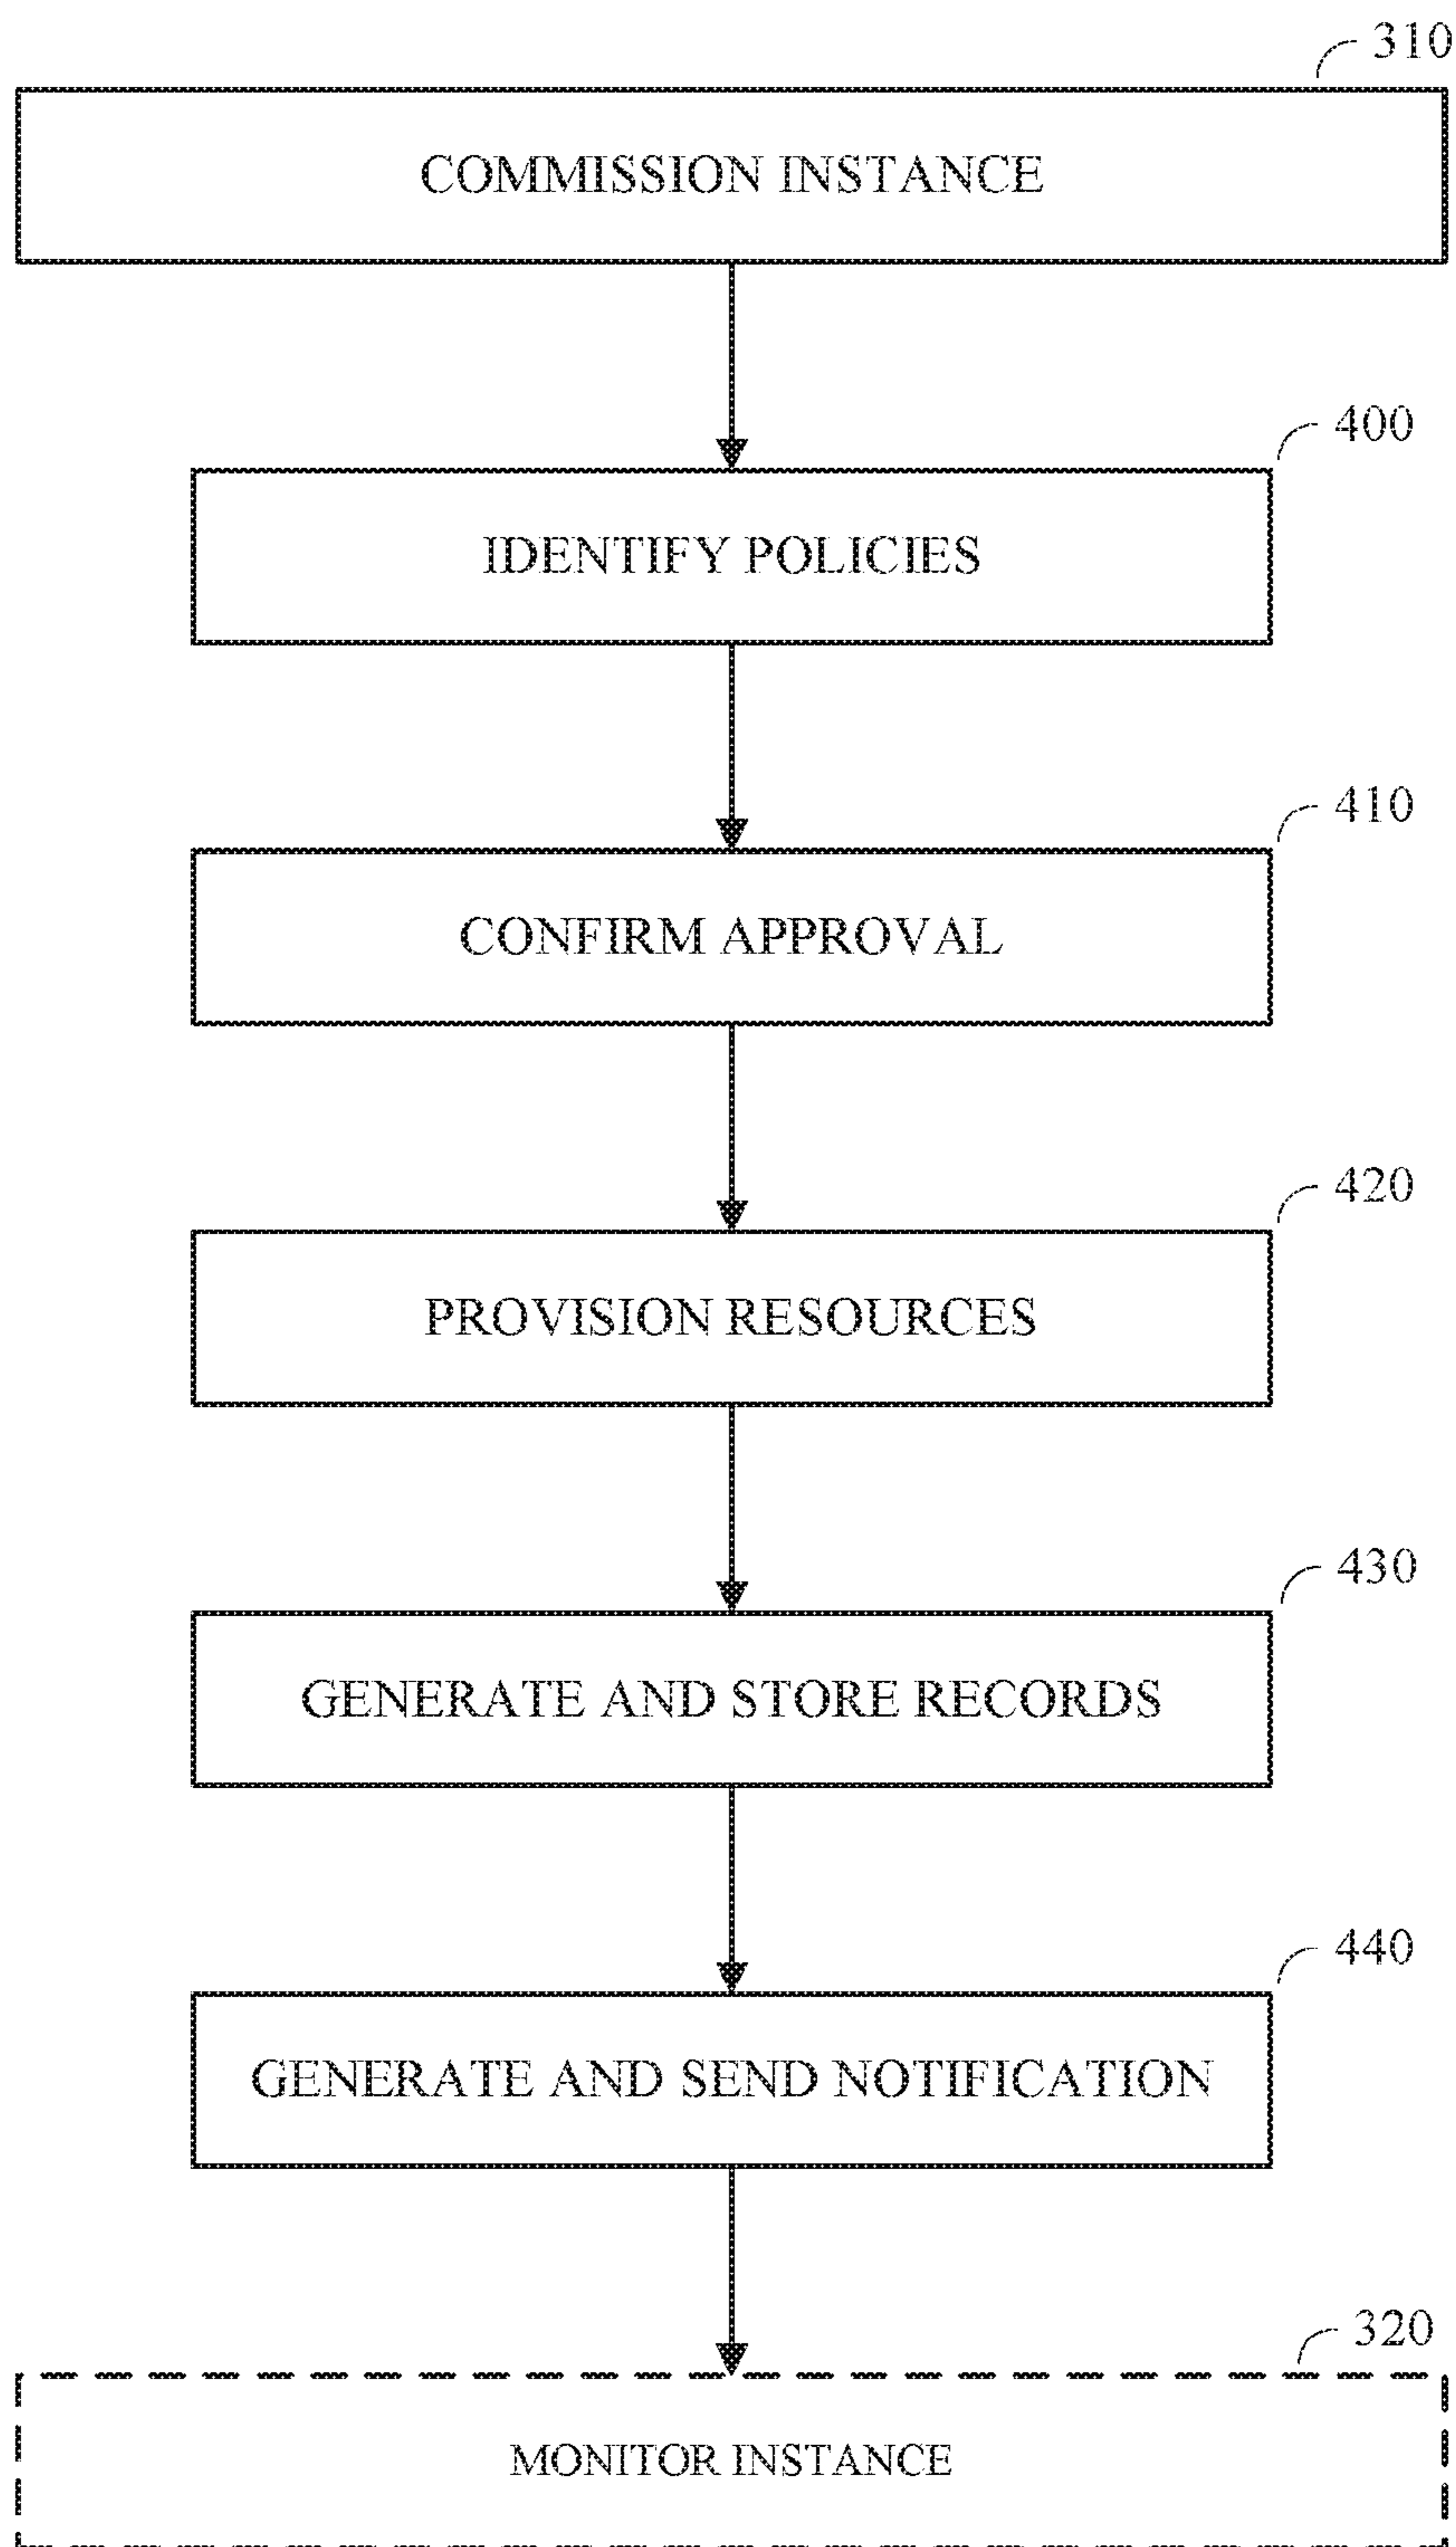 310
COMMISSION INSTANCE
400
IDENTIFY POLICIES
410
CONFIRM APPROVAL
420
PROVISION RESOURCES
430
GENERATE AND STORE RECORDS
440
GENERATE AND SEND NOTIFICATION
320
MONITOR INSTANCE